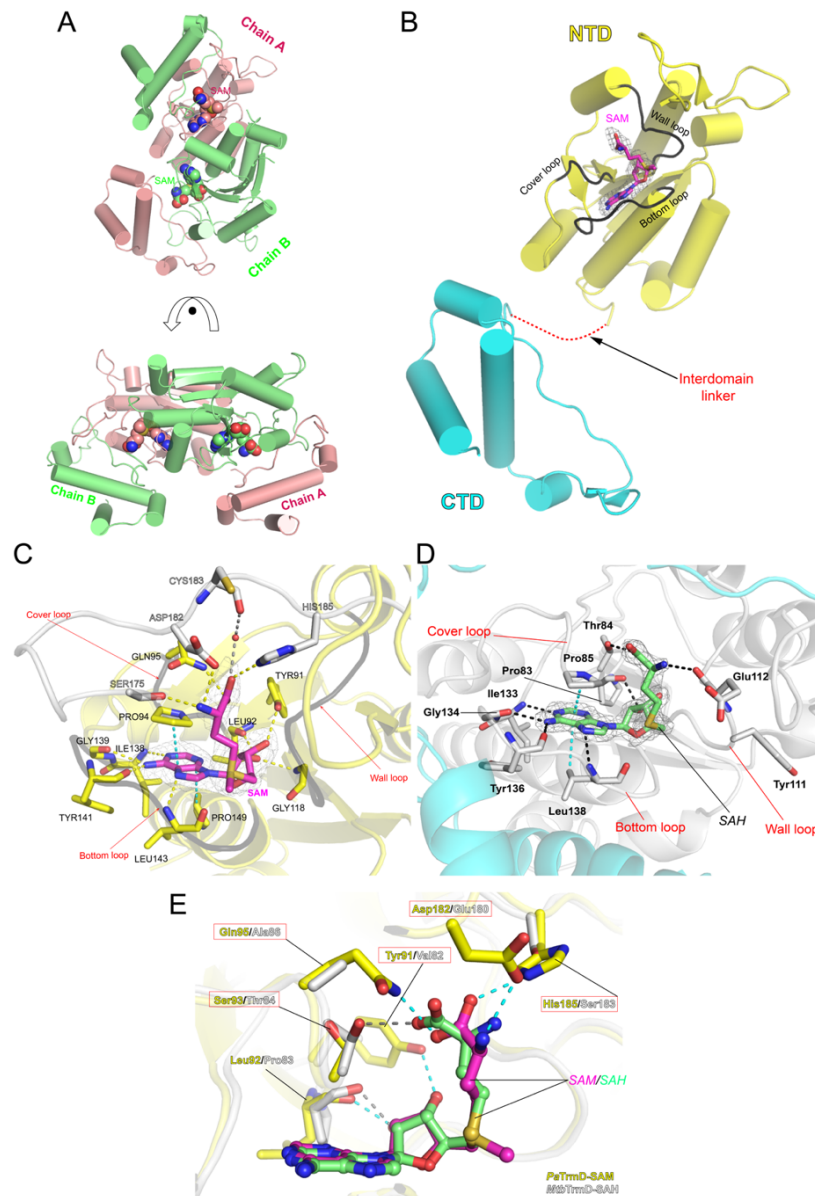 A
Chain A
SAM
SAM
Chain B
Chain B
Chain A
B
NTD
SAM
Wall loop
Cover loop
Bottom loop
Interdomain
linker
CTD
C
CYS183
ASP182
HIS185
Cover loop
GLN95
SER175
TYR91
PRO94
LEU92
GLY139
ILE138
SAM
Wall loop
TYR141
PRO149
GLY118
Bottom loop
LEU143
D
Thr84
Cover loop
Pro85
Pro83
Glu112
Ile133
Gly134
Tyr136
Leu138
SAH
Tyr111
Bottom loop
Wall loop
E
Asp182/Glu180
Gln95/Ala86
Tyr91/Val82
Ser93/Thr84
His185/Ser183
Leu92/Pro83
SAM/SAH
PaTrmD-SAM
MtbTrmD-SAH